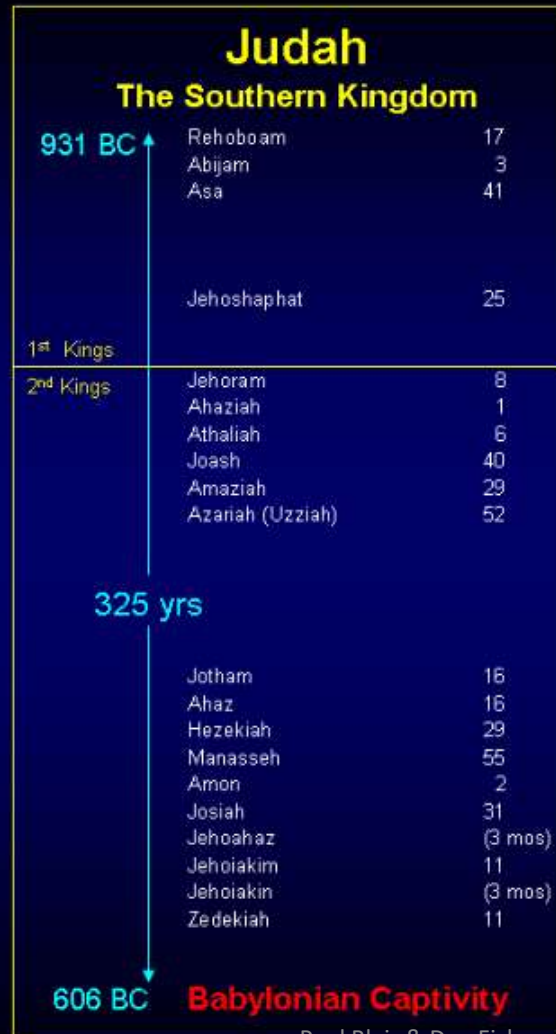 Judah
The Southern Kingdom
931 BC
Rehoboam 17
Abijam 3
Asa 41
Jehoshaphat 25
1st Kings
2nd Kings
Jehoram 8
Ahaziah 1
Athaliah 6
Joash 40
Amaziah 29
Azariah (Uzziah) 52
325 yrs
Jotham 16
Ahaz 16
Hezekiah 29
Manasseh 55
Amon 2
Josiah 31
Jehoahaz (3 mos)
Jehoiakim 11
Jehoiakin (3 mos)
Zedekiah 11
606 BC Babylonian Captivity